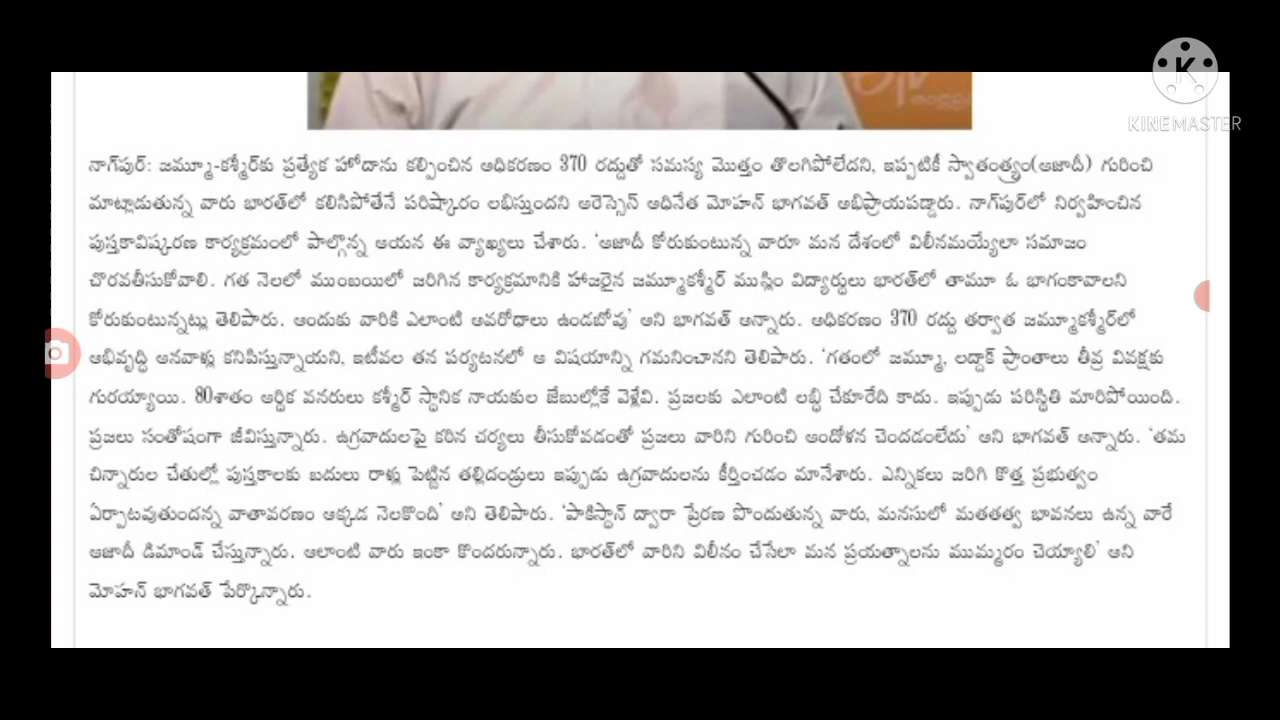 KINEMASTER
నాగ్‌పుర్: జమ్మూ-కశ్మీర్‌కు ప్రత్యేక హోదాను కల్పించిన అధికరణం 370 రద్దుతో సమస్య మొత్తం తొలగిపోలేదని, ఇప్పటికీ స్వాతంత్ర్యం(ఆజాదీ) గురించి
మాట్లాడుతున్న వారు భారత్‌లో కలిసిపోతేనే పరిష్కారం లభిస్తుందని ఆరెస్సెస్ అధినేత మోహన్ భాగవత్ అభిప్రాయపడ్డారు. నాగ్‌పుర్‌లో నిర్వహించిన
పుస్తకావిష్కరణ కార్యక్రమంలో పాల్గొన్న ఆయన ఈ వ్యాఖ్యలు చేశారు. ‘ఆజాదీ కోరుకుంటున్న వారూ మన దేశంలో విలీనమయ్యేలా సమాజం
చొరవతీసుకోవాలి. గత నెలలో ముంబయిలో జరిగిన కార్యక్రమానికి హాజరైన జమ్మూకశ్మీర్ ముస్లిం విద్యార్థులు భారత్‌లో తామూ ఓ భాగంకావాలని
కోరుకుంటున్నట్లు తెలిపారు. అందుకు వారికి ఎలాంటి అవరోధాలు ఉండబోవు’ అని భాగవత్ అన్నారు. అధికరణం 370 రద్దు తర్వాత జమ్మూకశ్మీర్‌లో
అభివృద్ధి ఆనవాళ్లు కనిపిస్తున్నాయని, ఇటీవల తన పర్యటనలో ఆ విషయాన్ని గమనించానని తెలిపారు. ‘గతంలో జమ్మూ, లద్దాక్ ప్రాంతాలు తీవ్ర వివక్షకు
గురయ్యాయి. 80శాతం ఆర్థిక వనరులు కశ్మీర్ స్థానిక నాయకుల జేబుల్లోకే వెళ్లేవి. ప్రజలకు ఎలాంటి లబ్ధి చేకూరేది కాదు. ఇప్పుడు పరిస్థితి మారిపోయింది.
ప్రజలు సంతోషంగా జీవిస్తున్నారు. ఉగ్రవాదులపై కఠిన చర్యలు తీసుకోవడంతో ప్రజలు వారిని గురించి ఆందోళన చెందడంలేదు’ అని భాగవత్ అన్నారు. ‘తమ
చిన్నారుల చేతుల్లో పుస్తకాలకు బదులు రాళ్లు పెట్టిన తల్లిదండ్రులు ఇప్పుడు ఉగ్రవాదులను కీర్తించడం మానేశారు. ఎన్నికలు జరిగి కొత్త ప్రభుత్వం
ఏర్పాటవుతుందన్న వాతావరణం అక్కడ నెలకొంది’ అని తెలిపారు. ‘పాకిస్థాన్ ద్వారా ప్రేరణ పొందుతున్న వారు, మనసులో మతతత్వ భావనలు ఉన్న వారే
ఆజాదీ డిమాండ్ చేస్తున్నారు. అలాంటి వారు ఇంకా కొందరున్నారు. భారత్‌లో వారిని విలీనం చేసేలా మన ప్రయత్నాలను ముమ్మరం చెయ్యాలి’ అని
మోహన్ భాగవత్ పేర్కొన్నారు.